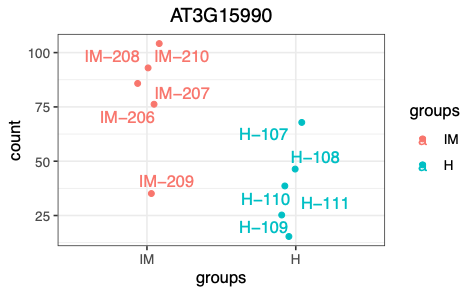 AT3G15990
count
100
75
50
25
IM−208
IM−210
IM−207
IM−206
IM−209
H−107
H−108
H−110
H−111
H−109
IM
H
groups
groups
a IM
a H